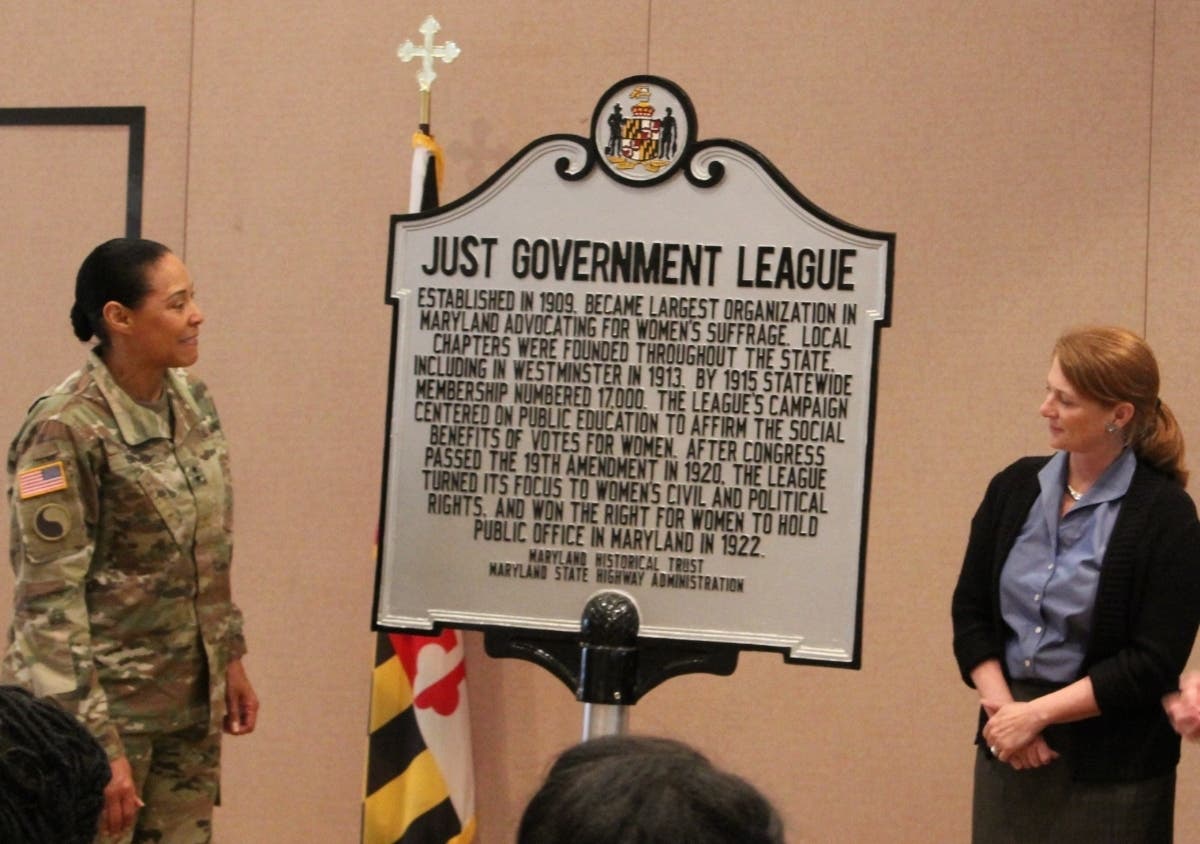 JUST GOVERNMENT LEAGUE
ESTABLISHED IN 1909, BECAME LARGEST ORGANIZATION IN
MARYLAND ADVOCATING FOR WOMEN'S SUFFRAGE. LOCAL
CHAPTERS WERE FOUNDED THROUGHOUT THE STATE,
INCLUDING IN WESTMINSTER IN 1913. BY 1915 STATEWIDE
MEMBERSHIP NUMBERED 17,000. THE LEAGUE'S CAMPAIGN
CENTERED ON PUBLIC EDUCATION TO AFFIRM THE SOCIAL
BENEFITS OF VOTES FOR WOMEN. AFTER CONGRESS
PASSED THE 19TH AMENDMENT IN 1920, THE LEAGUE
TURNED ITS FOCUS TO WOMEN'S CIVIL AND POLITICAL
RIGHTS, AND WON THE RIGHT FOR WOMEN TO HOLD
PUBLIC OFFICE IN MARYLAND IN 1922.
MARYLAND HISTORICAL TRUST
MARYLAND STATE HIGHWAY ADMINISTRATION